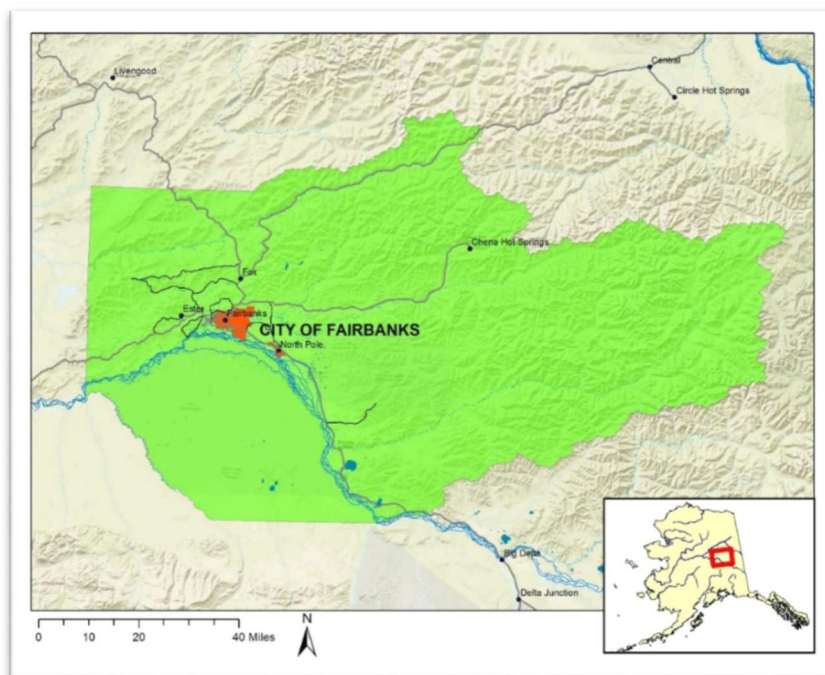 Livengood
Central
Circle Hot Springs
Chena Hot Springs
Fox
Ester
Fairbanks
CITY OF FAIRBANKS
North Pole
Big Delta
Delta Junction
N
0 10 20 40 Miles